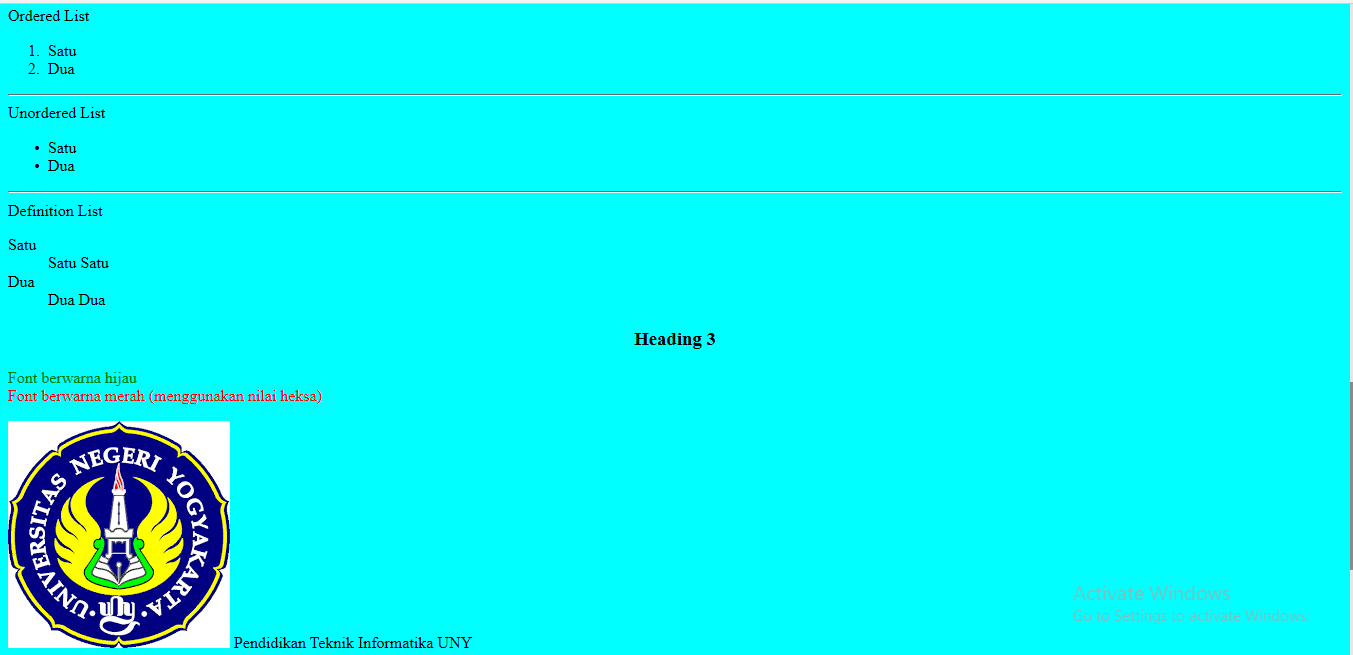 Ordered List
1. Satu
2. Dua
Unordered List
• Satu
• Dua
Definition List
Satu
Satu Satu
Dua
Dua Dua
Heading 3
Font berwarna hijau
Font berwarna merah (menggunakan nilai heksa)
UNIVERSITAS NEGERI YOGYAKARTA
uny
Pendidikan Teknik Informatika UNY
Activate Windows
Go to Settings to activate Windows.